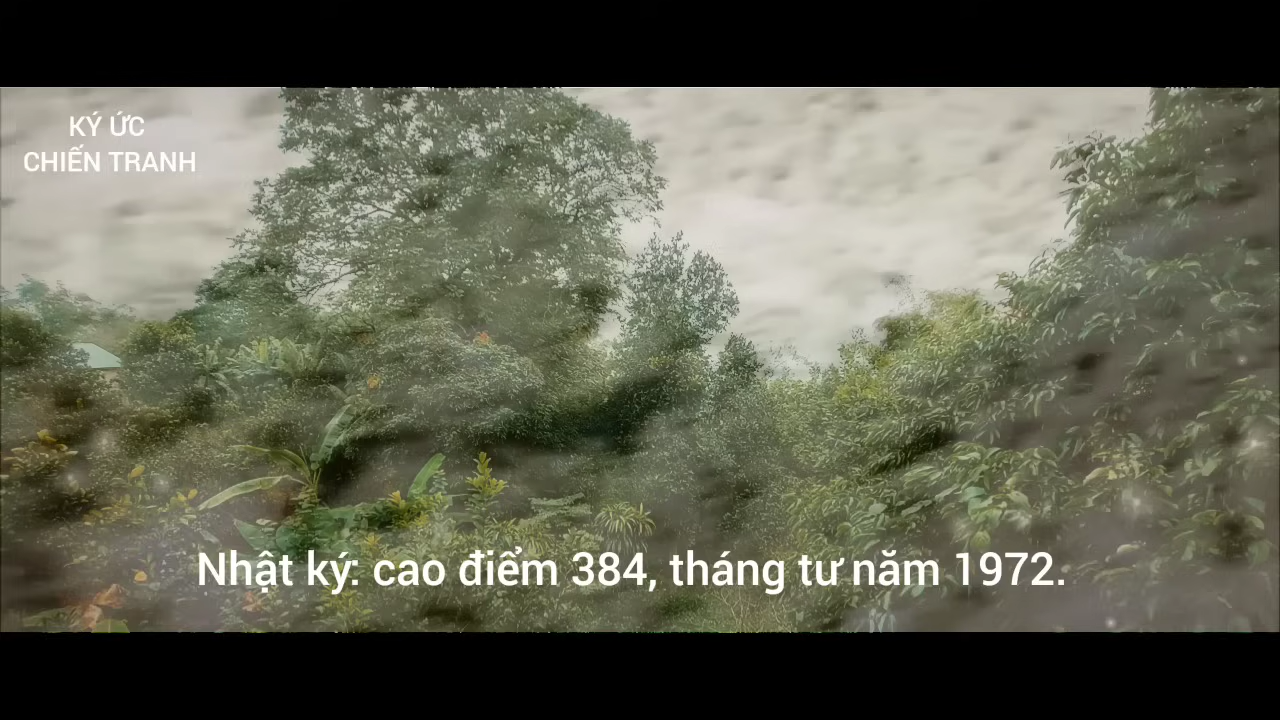 KÝ ỨC
CHIẾN TRANH
Nhật ký: cao điểm 384, tháng tư năm 1972.